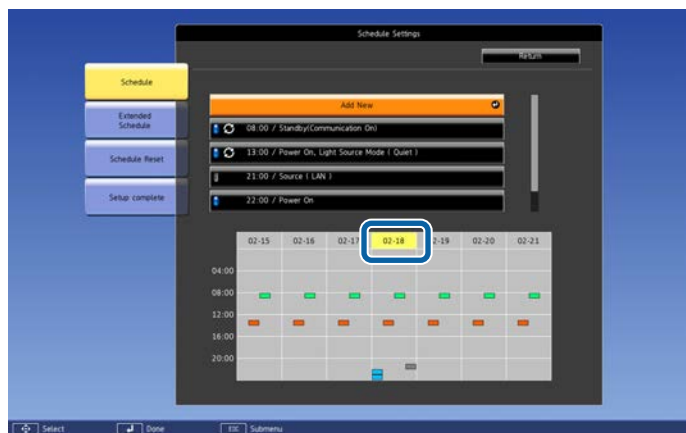 Schedule Settings
Return
Schedule
Extended
Schedule
Schedule Reset
Setup complete
Add New
08:00 / Standby(Communication On)
13:00 / Power On, Light Source Mode ( Quiet )
21:00 / Source ( LAN )
22:00 / Power On
02-15 02-16 02-17 02-18 2-19 02-20 02-21
04:00
08:00
12:00
16:00
20:00
Select
Done
ESC Submenu